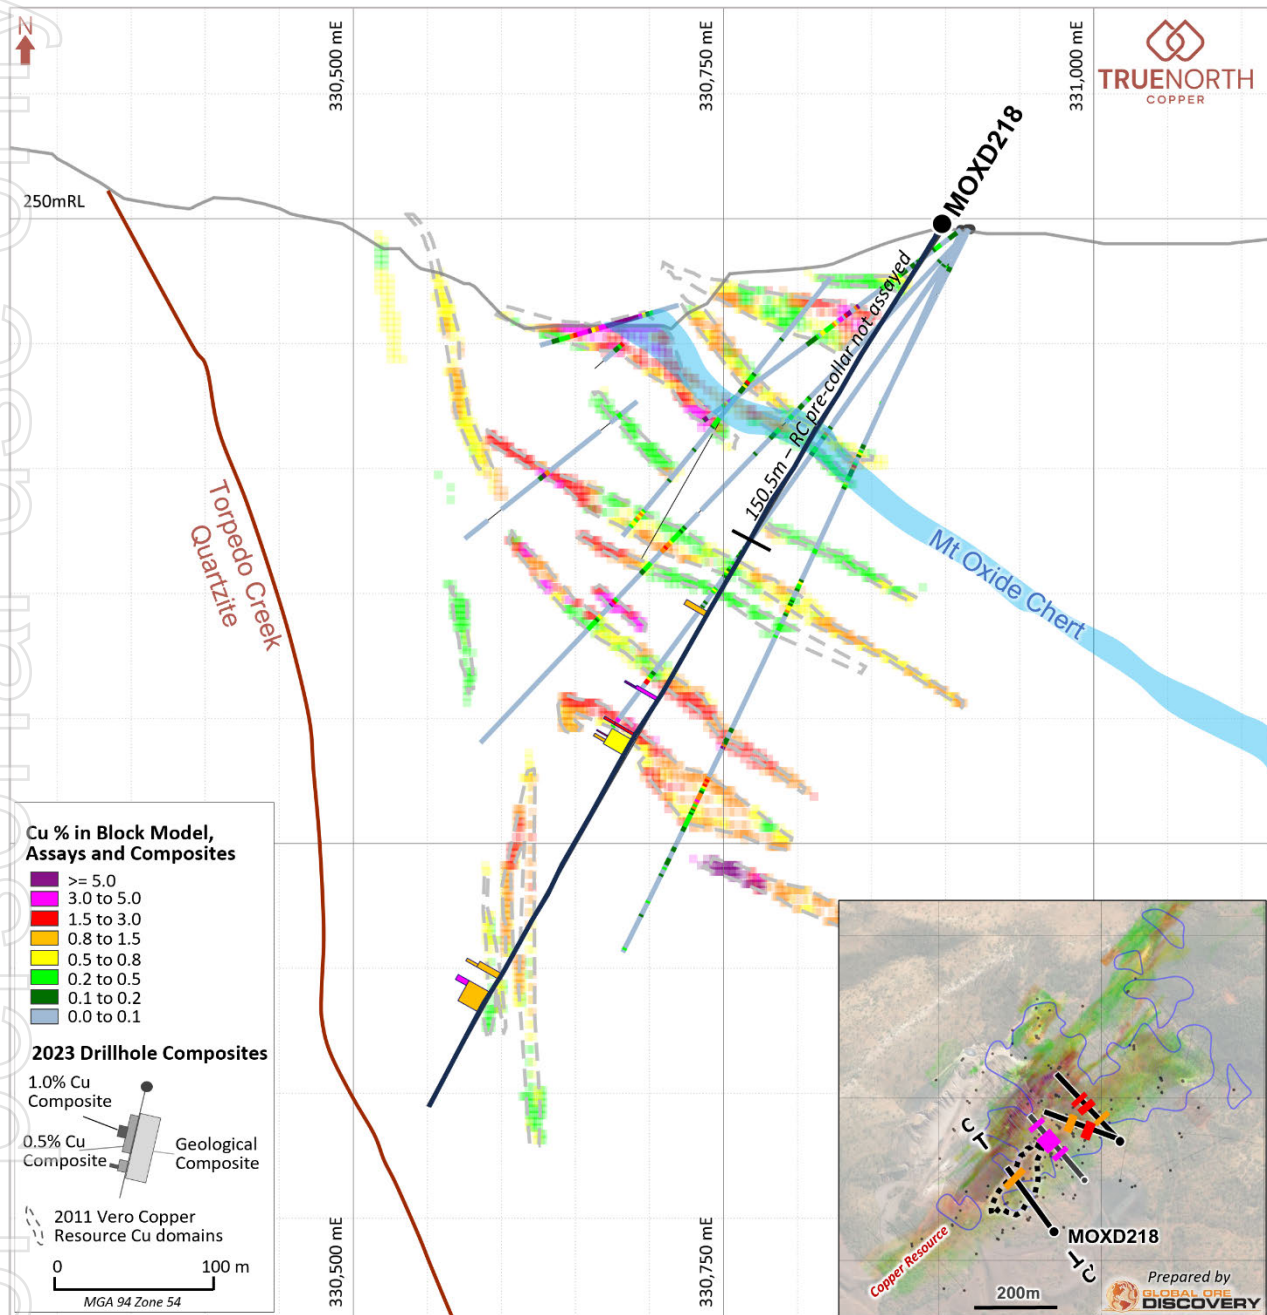 N
330,500 mE
330,750 mE
331,000 mE
TRUENORTH
COPPER
MOXD218
250mRL
150.5m – RC pre-collar not assayed
Mt Oxide Chert
Torpedo Creek
Quartzite
Cu % in Block Model,
Assays and Composites
>= 5.0
3.0 to 5.0
1.5 to 3.0
0.8 to 1.5
0.5 to 0.8
0.2 to 0.5
0.1 to 0.2
0.0 to 0.1
2023 Drillhole Composites
1.0% Cu
Composite
0.5% Cu
Composite
Geological
Composite
2011 Vero Copper
Resource Cu domains
0 100 m
MGA 94 Zone 54
330,500 mE
330,750 mE
C
MOXD218
C'
Copper Resource
200m
Prepared by
GLOBAL ORE
DISCOVERY